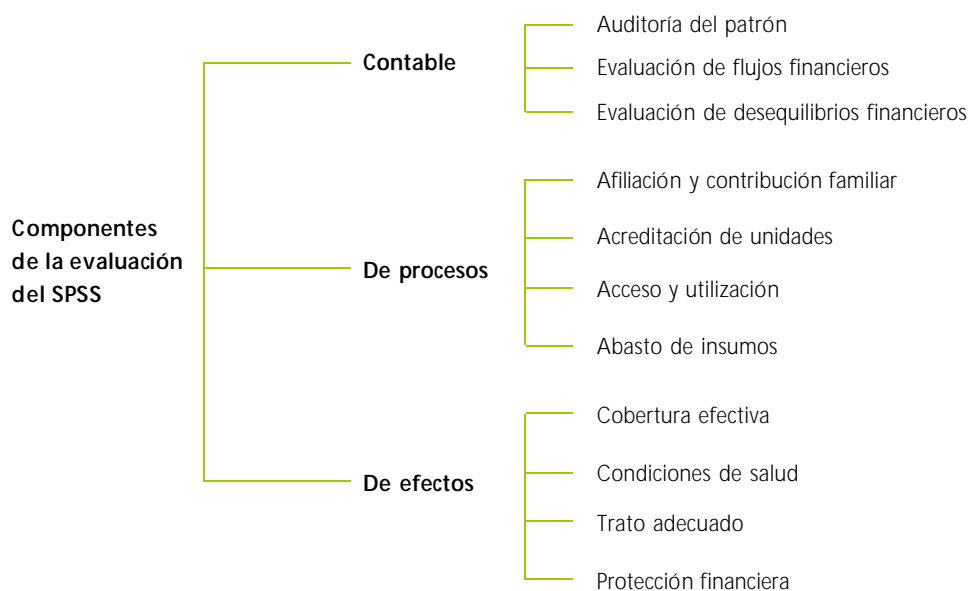 Componentes
de la evaluación
del SPSS
Contable
Auditoría del patrón
Evaluación de flujos financieros
Evaluación de desequilibrios financieros
De procesos
Afiliación y contribución familiar
Acreditación de unidades
Acceso y utilización
Abasto de insumos
De efectos
Cobertura efectiva
Condiciones de salud
Trato adecuado
Protección financiera